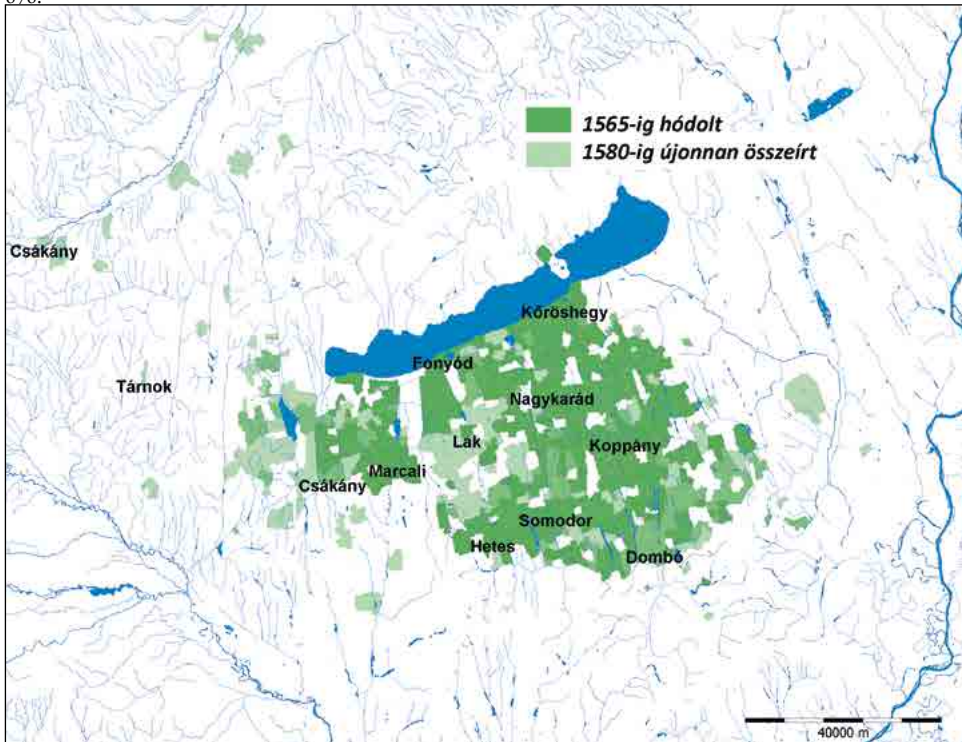 1565-ig hódolt
1580-ig újonnan összeírt
Csákány
Kőröshegy
Fonyód
Tárnok
Nagykarád
Lak
Koppány
Marcali
Csákány
Somodor
Hetes
Dombó
40000 m